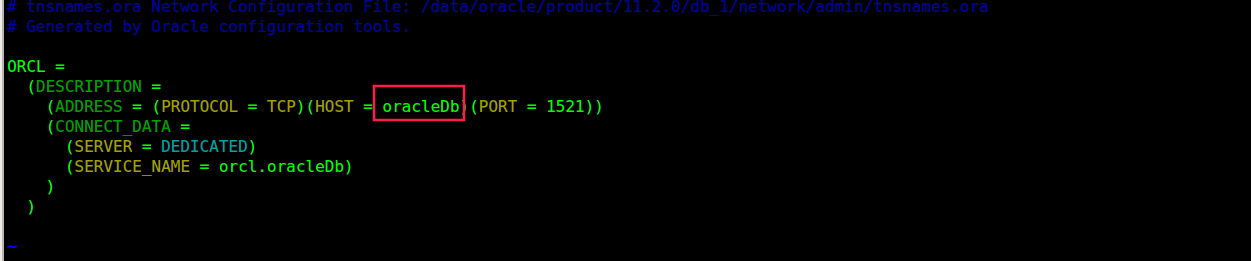 # tnsnames.ora Network Configuration File: /data/oracle/product/11.2.0/db_1/network/admin/tnsnames.ora
# Generated by Oracle configuration tools.
ORCL =
(DESCRIPTION =
(ADDRESS = (PROTOCOL = TCP)(HOST = oracleDb)(PORT = 1521))
(CONNECT_DATA =
(SERVER = DEDICATED)
(SERVICE_NAME = orcl.oracleDb)
)
)
~